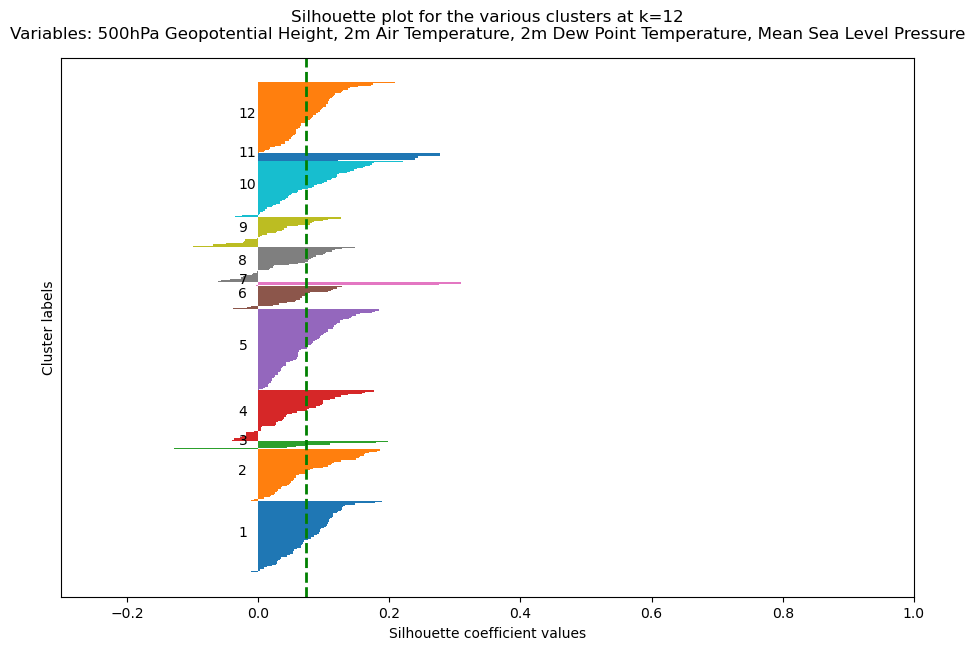 Silhouette plot for the various clusters at k=12
Variables: 500hPa Geopotential Height, 2m Air Temperature, 2m Dew Point Temperature, Mean Sea Level Pressure
Cluster labels
12
11
10
9
8
7
6
5
4
3
2
1
−0.2 0.0 0.2 0.4 0.6 0.8 1.0
Silhouette coefficient values